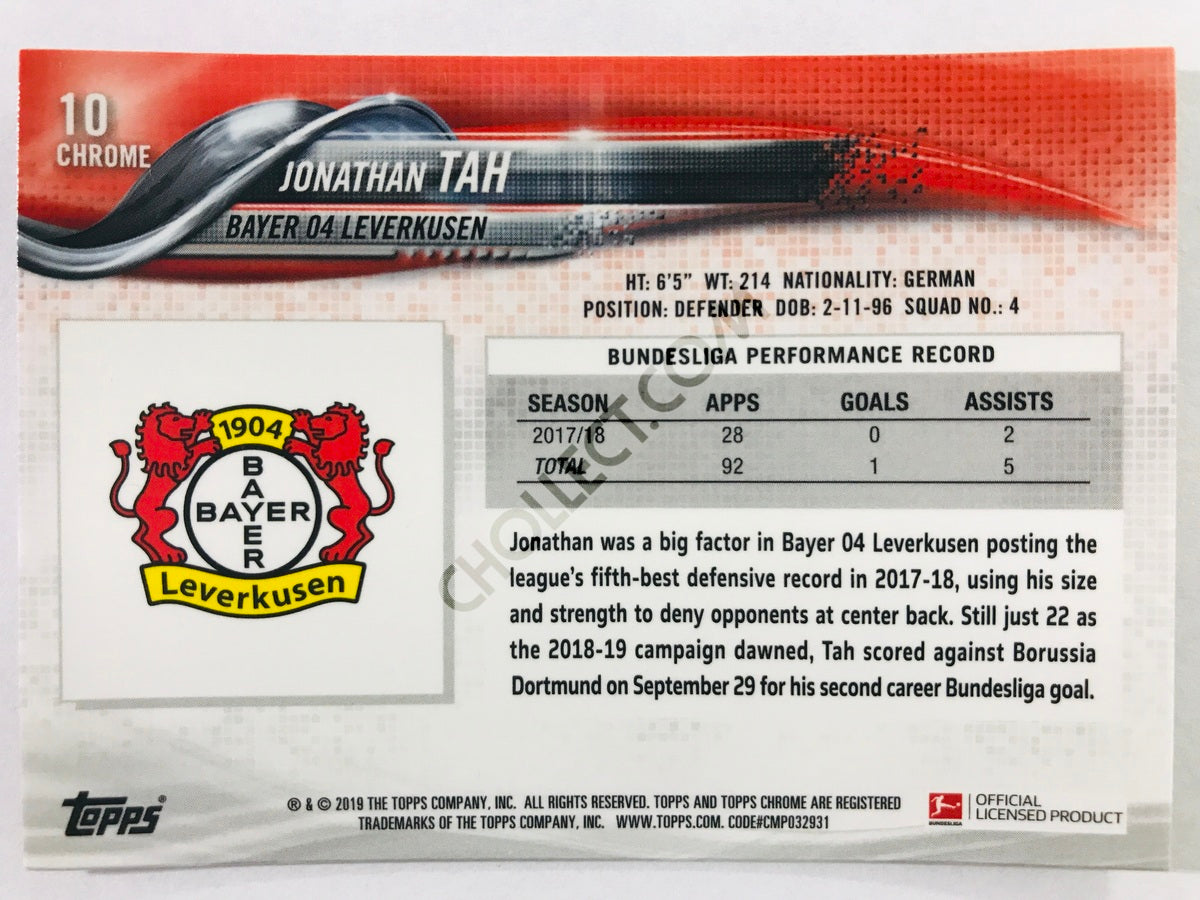 10
CHROME
JONATHAN TAH
BAYER 04 LEVERKUSEN
HT: 6'5" WT: 214 NATIONALITY: GERMAN
POSITION: DEFENDER DOB: 2-11-96 SQUAD NO.: 4
BUNDESLIGA PERFORMANCE RECORD
SEASON APPS GOALS ASSISTS
2017/18 28 0 2
TOTAL 92 1 5
1904
BAYER
BAYER
Leverkusen
Jonathan was a big factor in Bayer 04 Leverkusen posting the
league's fifth-best defensive record in 2017-18, using his size
and strength to deny opponents at center back. Still just 22 as
the 2018-19 campaign dawned, Tah scored against Borussia
Dortmund on September 29 for his second career Bundesliga goal.
CHOLLECT.COM
Topps®
® & © 2019 THE TOPPS COMPANY, INC. ALL RIGHTS RESERVED. TOPPS AND TOPPS CHROME ARE REGISTERED
TRADEMARKS OF THE TOPPS COMPANY, INC. WWW.TOPPS.COM. CODE#CMP032931
BUNDESLIGA
OFFICIAL
LICENSED PRODUCT